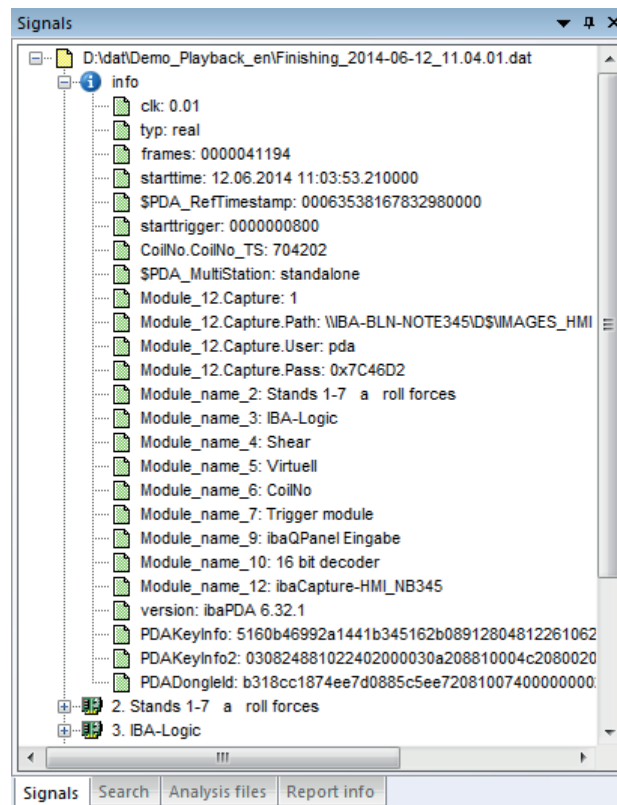 Signals
D:\dat\Demo_Playback_en\Finishing_2014-06-12_11.04.01.dat
info
clk: 0.01
typ: real
frames: 0000041194
starttime: 12.06.2014 11:03:53.210000
$PDA_RefTimestamp: 00063538167832980000
starttrigger: 0000000800
CoilNo.CoilNo_TS: 704202
$PDA_MultiStation: standalone
Module_12.Capture: 1
Module_12.Capture.Path: \\IBA-BLN-NOTE345\D$\IMAGES_HMI
Module_12.Capture.User: pda
Module_12.Capture.Pass: 0x7C46D2
Module_name_2: Stands 1-7   a   roll forces
Module_name_3: IBA-Logic
Module_name_4: Shear
Module_name_5: Virtuell
Module_name_6: CoilNo
Module_name_7: Trigger module
Module_name_9: ibaQPanel Eingabe
Module_name_10: 16 bit decoder
Module_name_12: ibaCapture-HMI_NB345
version: ibaPDA 6.32.1
PDAKeyInfo: 5160b46992a1441b345162b08912804812261062
PDAKeyInfo2: 030824881022402000030a208810004c2080020
PDADongleId: b318cc1874ee7d0885c5ee72081007400000000
2. Stands 1-7   a   roll forces
3. IBA-Logic
Signals Search Analysis files Report info